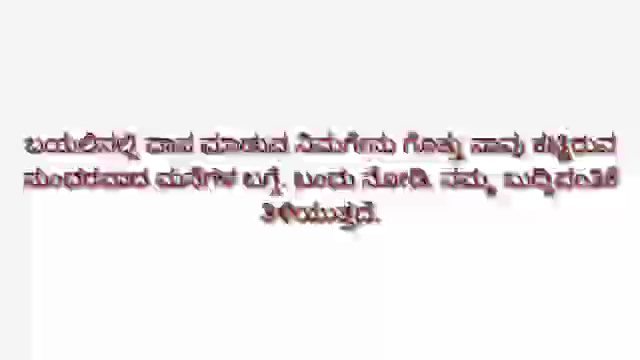 ಬಯಲಿನಲ್ಲಿ ವಾಸ ಮಾಡುವ ನಿಮಗೇನು ಗೊತ್ತು ನಾವು ಕಟ್ಟಿರುವ
ಸುಂದರವಾದ ಮನೆಗಳ ಬಗ್ಗೆ. ಬಂದು ನೋಡಿ. ನಮ್ಮ ಬುದ್ಧಿವಂತಿಕೆ
ತಿಳಿಯುತ್ತದೆ.